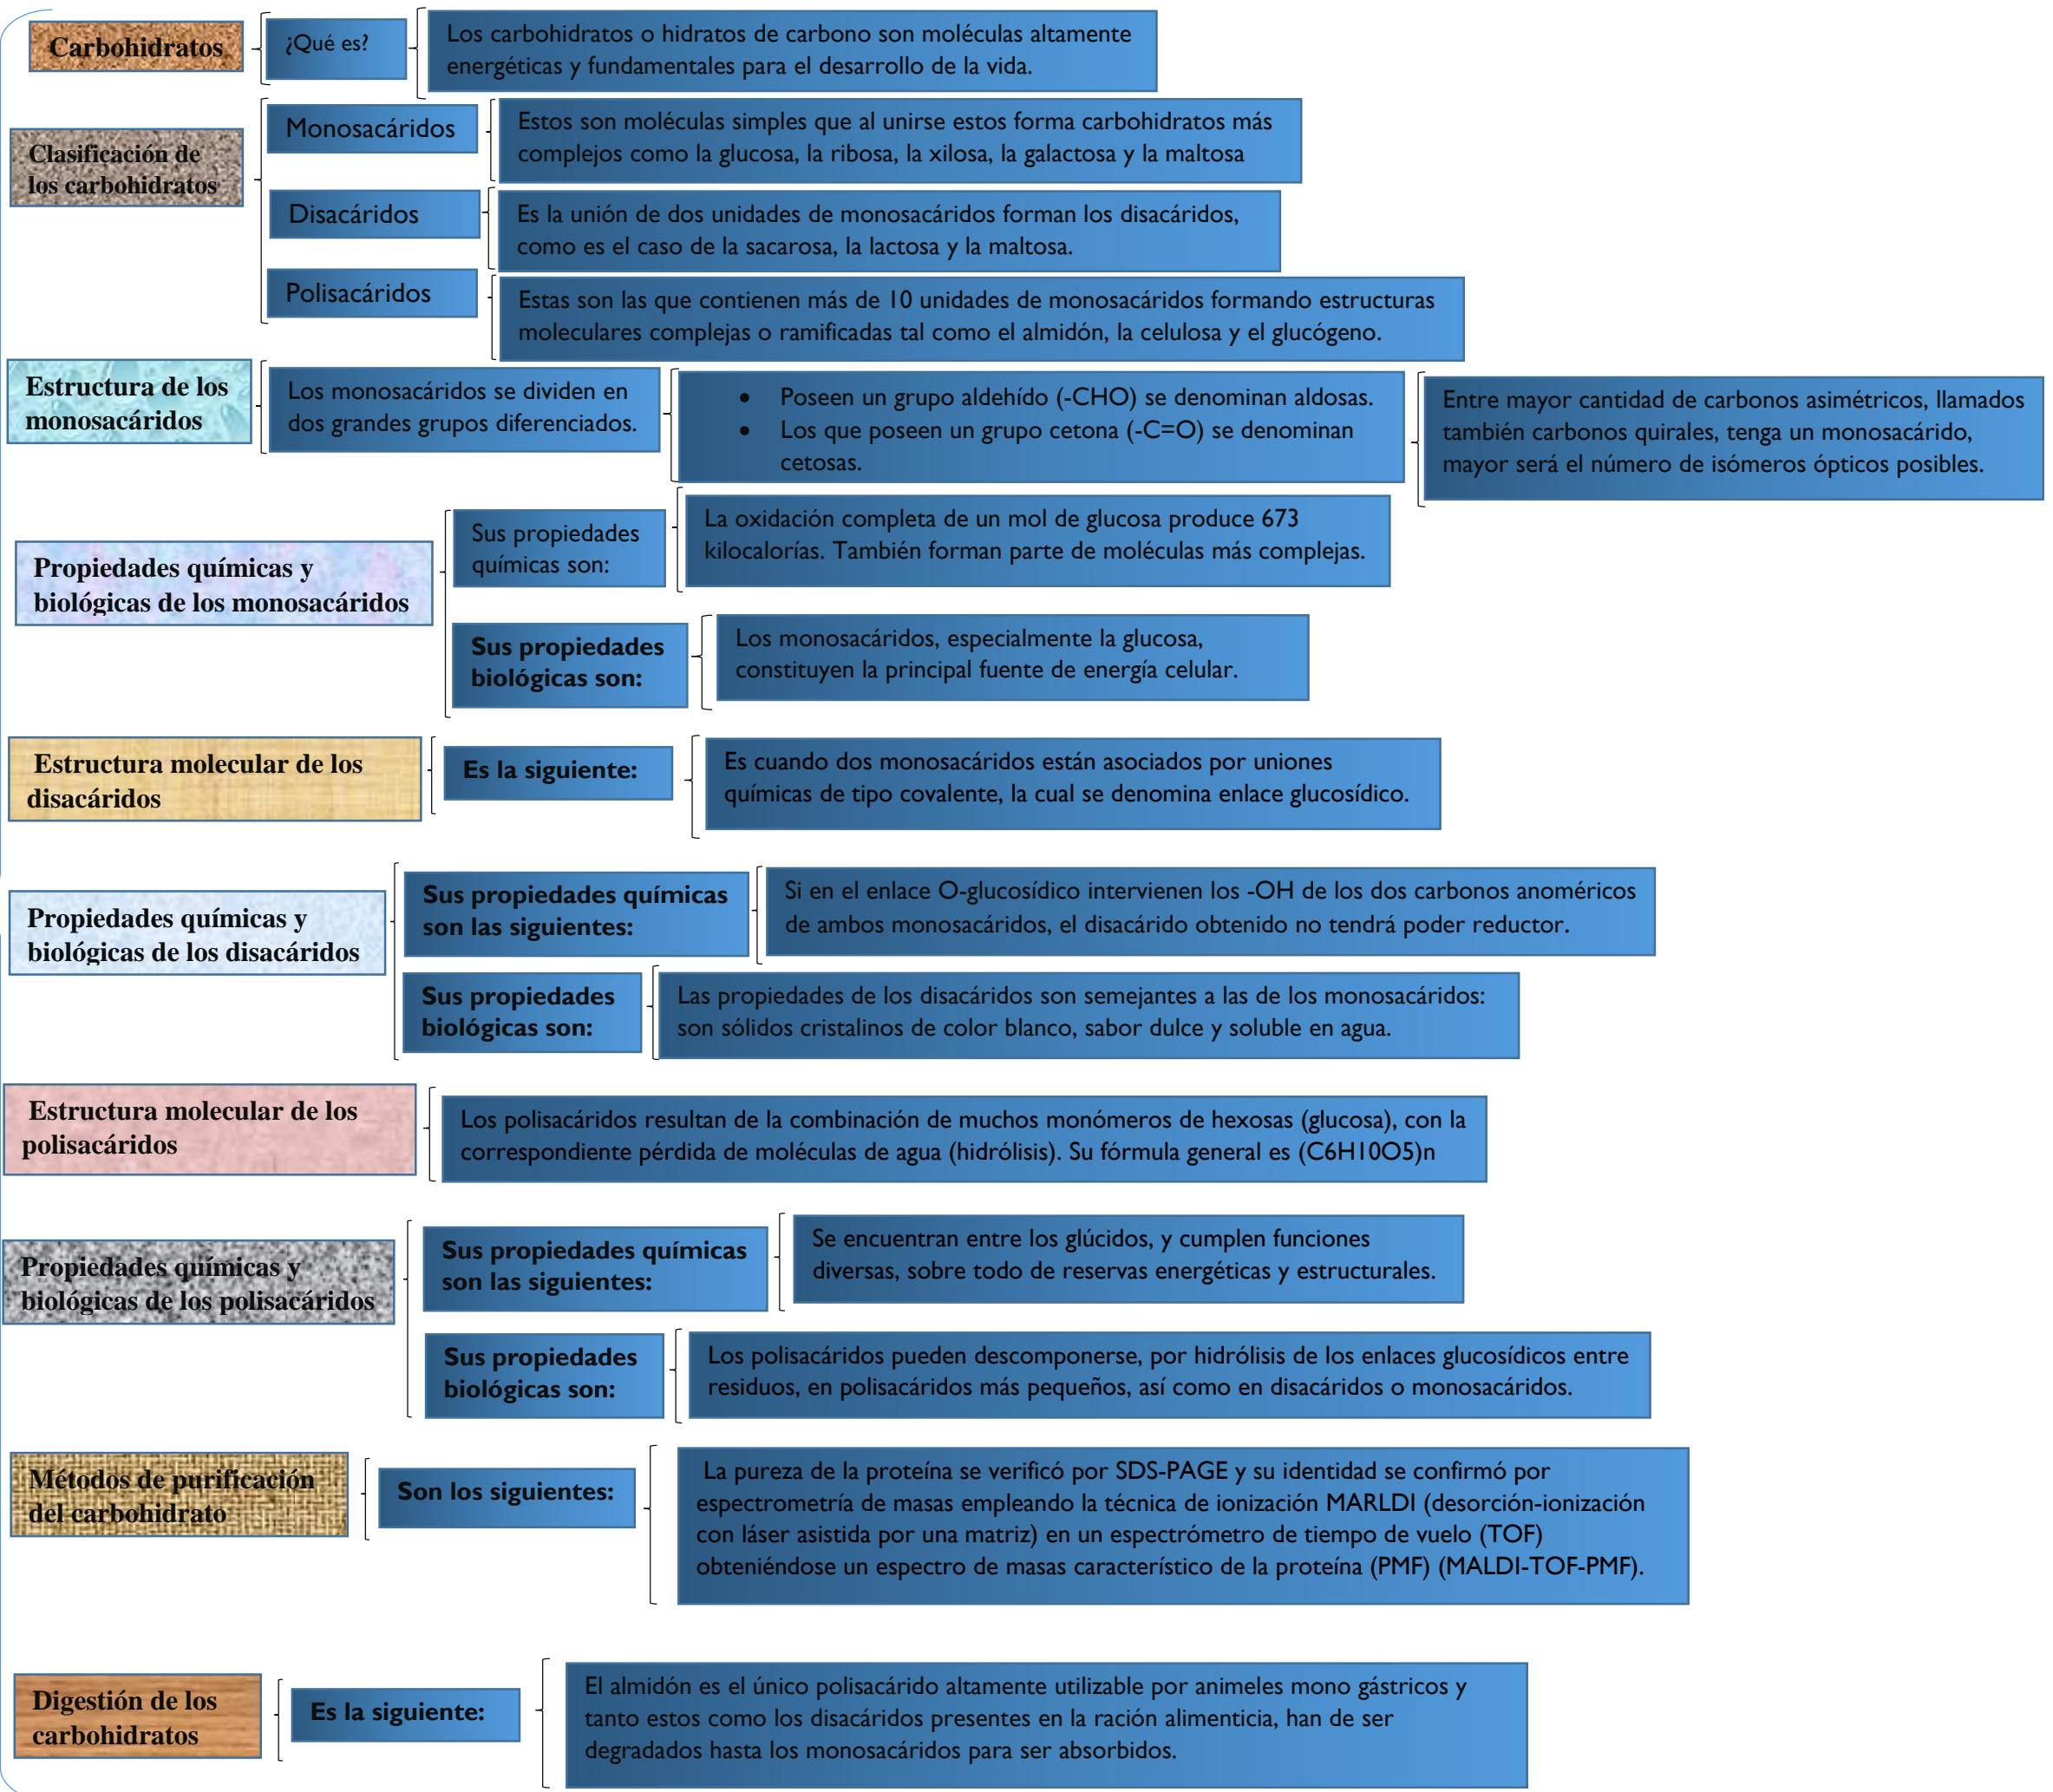 Carbohidratos
¿Qué es?
Los carbohidratos o hidratos de carbono son moléculas altamente
energéticas y fundamentales para el desarrollo de la vida.
Clasificación de
los carbohidratos
Monosacáridos
Estos son moléculas simples que al unirse estos forma carbohidratos más
complejos como la glucosa, la ribosa, la xilosa, la galactosa y la maltosa
Disacáridos
Es la unión de dos unidades de monosacáridos forman los disacáridos,
como es el caso de la sacarosa, la lactosa y la maltosa.
Polisacáridos
Estas son las que contienen más de 10 unidades de monosacáridos formando estructuras
moleculares complejas o ramificadas tal como el almidón, la celulosa y el glucógeno.
Estructura de los
monosacáridos
Los monosacáridos se dividen en
dos grandes grupos diferenciados.
• Poseen un grupo aldehído (-CHO) se denominan aldosas.
• Los que poseen un grupo cetona (-C=O) se denominan
cetosas.
Entre mayor cantidad de carbonos asimétricos, llamados
también carbonos quirales, tenga un monosacárido,
mayor será el número de isómeros ópticos posibles.
Propiedades químicas y
biológicas de los monosacáridos
Sus propiedades
químicas son:
La oxidación completa de un mol de glucosa produce 673
kilocalorías. También forman parte de moléculas más complejas.
Sus propiedades
biológicas son:
Los monosacáridos, especialmente la glucosa,
constituyen la principal fuente de energía celular.
Estructura molecular de los
disacáridos
Es la siguiente:
Es cuando dos monosacáridos están asociados por uniones
químicas de tipo covalente, la cual se denomina enlace glucosídico.
Propiedades químicas y
biológicas de los disacáridos
Sus propiedades químicas
son las siguientes:
Si en el enlace O-glucosídico intervienen los -OH de los dos carbonos anoméricos
de ambos monosacáridos, el disacárido obtenido no tendrá poder reductor.
Sus propiedades
biológicas son:
Las propiedades de los disacáridos son semejantes a las de los monosacáridos:
son sólidos cristalinos de color blanco, sabor dulce y soluble en agua.
Estructura molecular de los
polisacáridos
Los polisacáridos resultan de la combinación de muchos monómeros de hexosas (glucosa), con la
correspondiente pérdida de moléculas de agua (hidrólisis). Su fórmula general es (C6H10O5)n
Propiedades químicas y
biológicas de los polisacáridos
Sus propiedades químicas
son las siguientes:
Se encuentran entre los glúcidos, y cumplen funciones
diversas, sobre todo de reservas energéticas y estructurales.
Sus propiedades
biológicas son:
Los polisacáridos pueden descomponerse, por hidrólisis de los enlaces glucosídicos entre
residuos, en polisacáridos más pequeños, así como en disacáridos o monosacáridos.
Métodos de purificación
del carbohidrato
Son los siguientes:
La pureza de la proteína se verificó por SDS-PAGE y su identidad se confirmó por
espectrometría de masas empleando la técnica de ionización MARLDI (desorción-ionización
con láser asistida por una matriz) en un espectrómetro de tiempo de vuelo (TOF)
obteniéndose un espectro de masas característico de la proteína (PMF) (MALDI-TOF-PMF).
Digestión de los
carbohidratos
Es la siguiente:
El almidón es el único polisacárido altamente utilizable por animeles mono gástricos y
tanto estos como los disacáridos presentes en la ración alimenticia, han de ser
degradados hasta los monosacáridos para ser absorbidos.